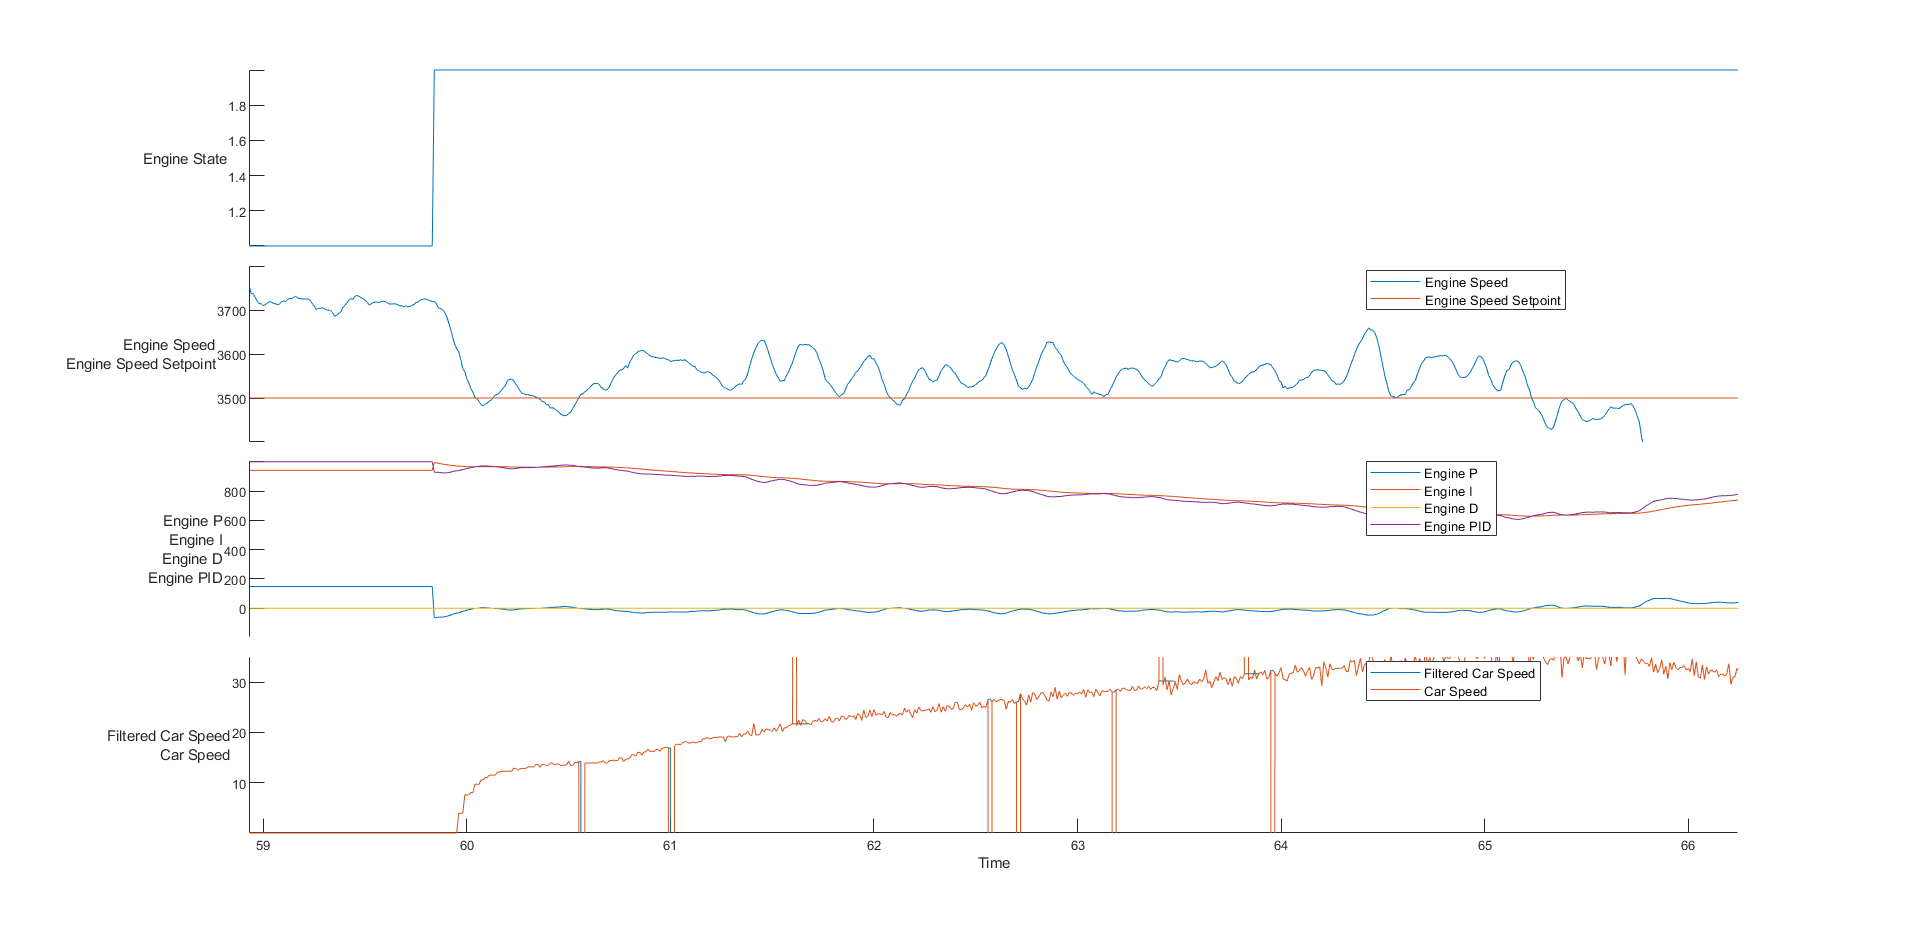 1.8
1.6
Engine State
1.4
1.2
Engine Speed
Engine Speed Setpoint
3700
Engine Speed
3600
Engine Speed Setpoint
3500
Engine P
Engine I
Engine D
Engine PID
800
Engine P 600
Engine I
400
Engine D
Engine PID 200
0
Filtered Car Speed
Car Speed
30
Filtered Car Speed 20
Car Speed
10
59 60 61 62 63 64 65 66
Time